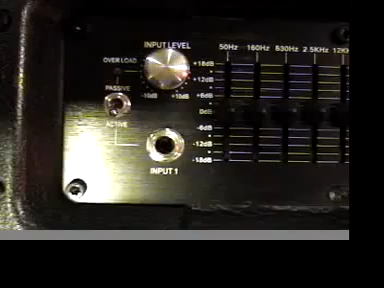 INPUT LEVEL
OVER LOAD
-10dB +10dB
PASSIVE
ACTIVE
INPUT 1
50Hz 160Hz 830Hz 2.5KHz
+18dB
+12dB
+6dB
0dB
-6dB
-12dB
-18dB